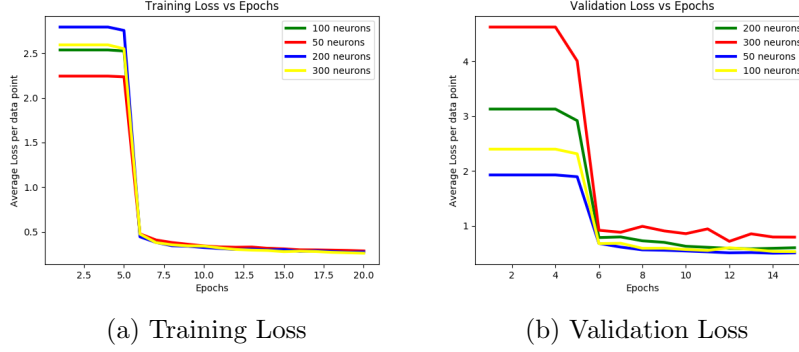 Training Loss vs Epochs
Average Loss per data point
2.5
2.0
1.5
1.0
0.5
100 neurons
50 neurons
200 neurons
300 neurons
2.5 5.0 7.5 10.0 12.5 15.0 17.5 20.0
Epochs
(a) Training Loss
Validation Loss vs Epochs
Average Loss per data point
4
3
2
1
200 neurons
300 neurons
50 neurons
100 neurons
2 4 6 8 10 12 14
Epochs
(b) Validation Loss